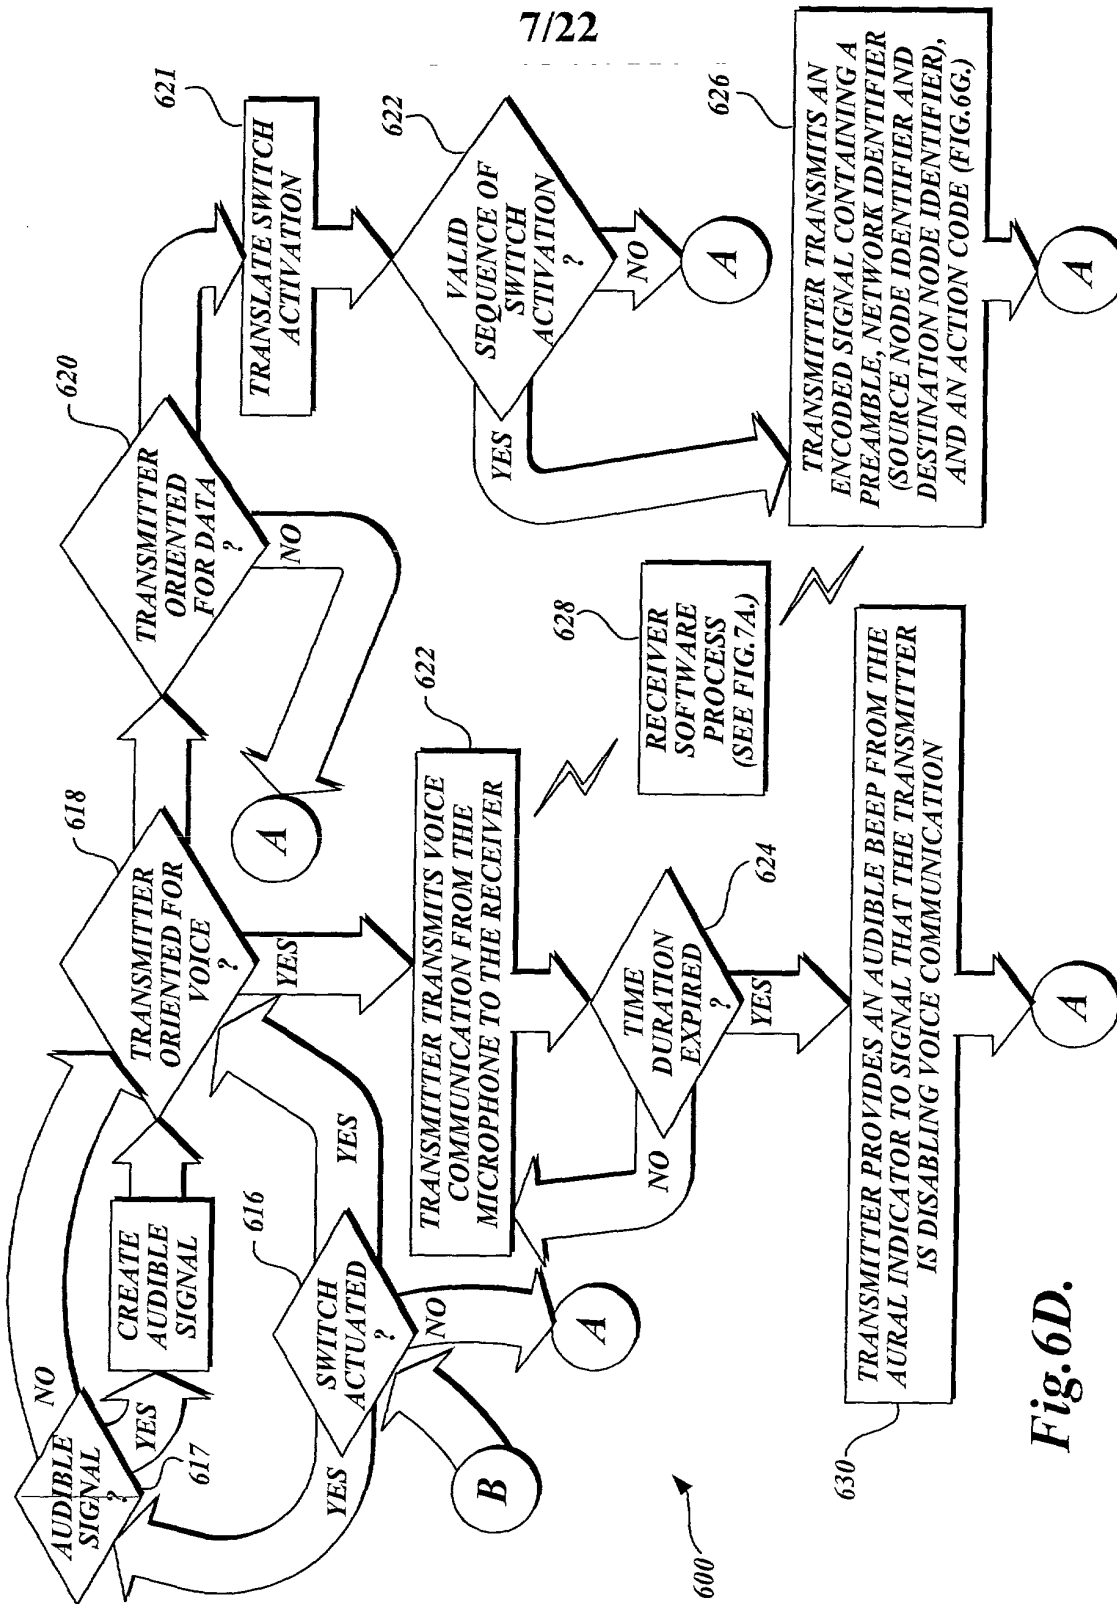 7/22
AUDIBLE
SIGNAL
?
617
NO
YES
CREATE
AUDIBLE
SIGNAL
TRANSMITTER
ORIENTED FOR
VOICE
?
618
TRANSMITTER
ORIENTED
FOR DATA
?
620
NO
A
TRANSLATE SWITCH
ACTIVATION
621
VALID
SEQUENCE OF
SWITCH
ACTIVATION
?
622
YES
NO
A
B
SWITCH
ACTUATED
?
616
YES
YES
NO
A
YES
TRANSMITTER TRANSMITS VOICE
COMMUNICATION FROM THE
MICROPHONE TO THE RECEIVER
622
TIME
DURATION
EXPIRED
?
624
NO
YES
RECEIVER
SOFTWARE
PROCESS
(SEE FIG.7A.)
628
TRANSMITTER TRANSMITS AN
ENCODED SIGNAL CONTAINING A
PREAMBLE, NETWORK IDENTIFIER
(SOURCE NODE IDENTIFIER AND
DESTINATION NODE IDENTIFIER),
AND AN ACTION CODE (FIG.6G.)
626
A
TRANSMITTER PROVIDES AN AUDIBLE BEEP FROM THE
AURAL INDICATOR TO SIGNAL THAT THE TRANSMITTER
IS DISABLING VOICE COMMUNICATION
630
A
600
Fig.6D.